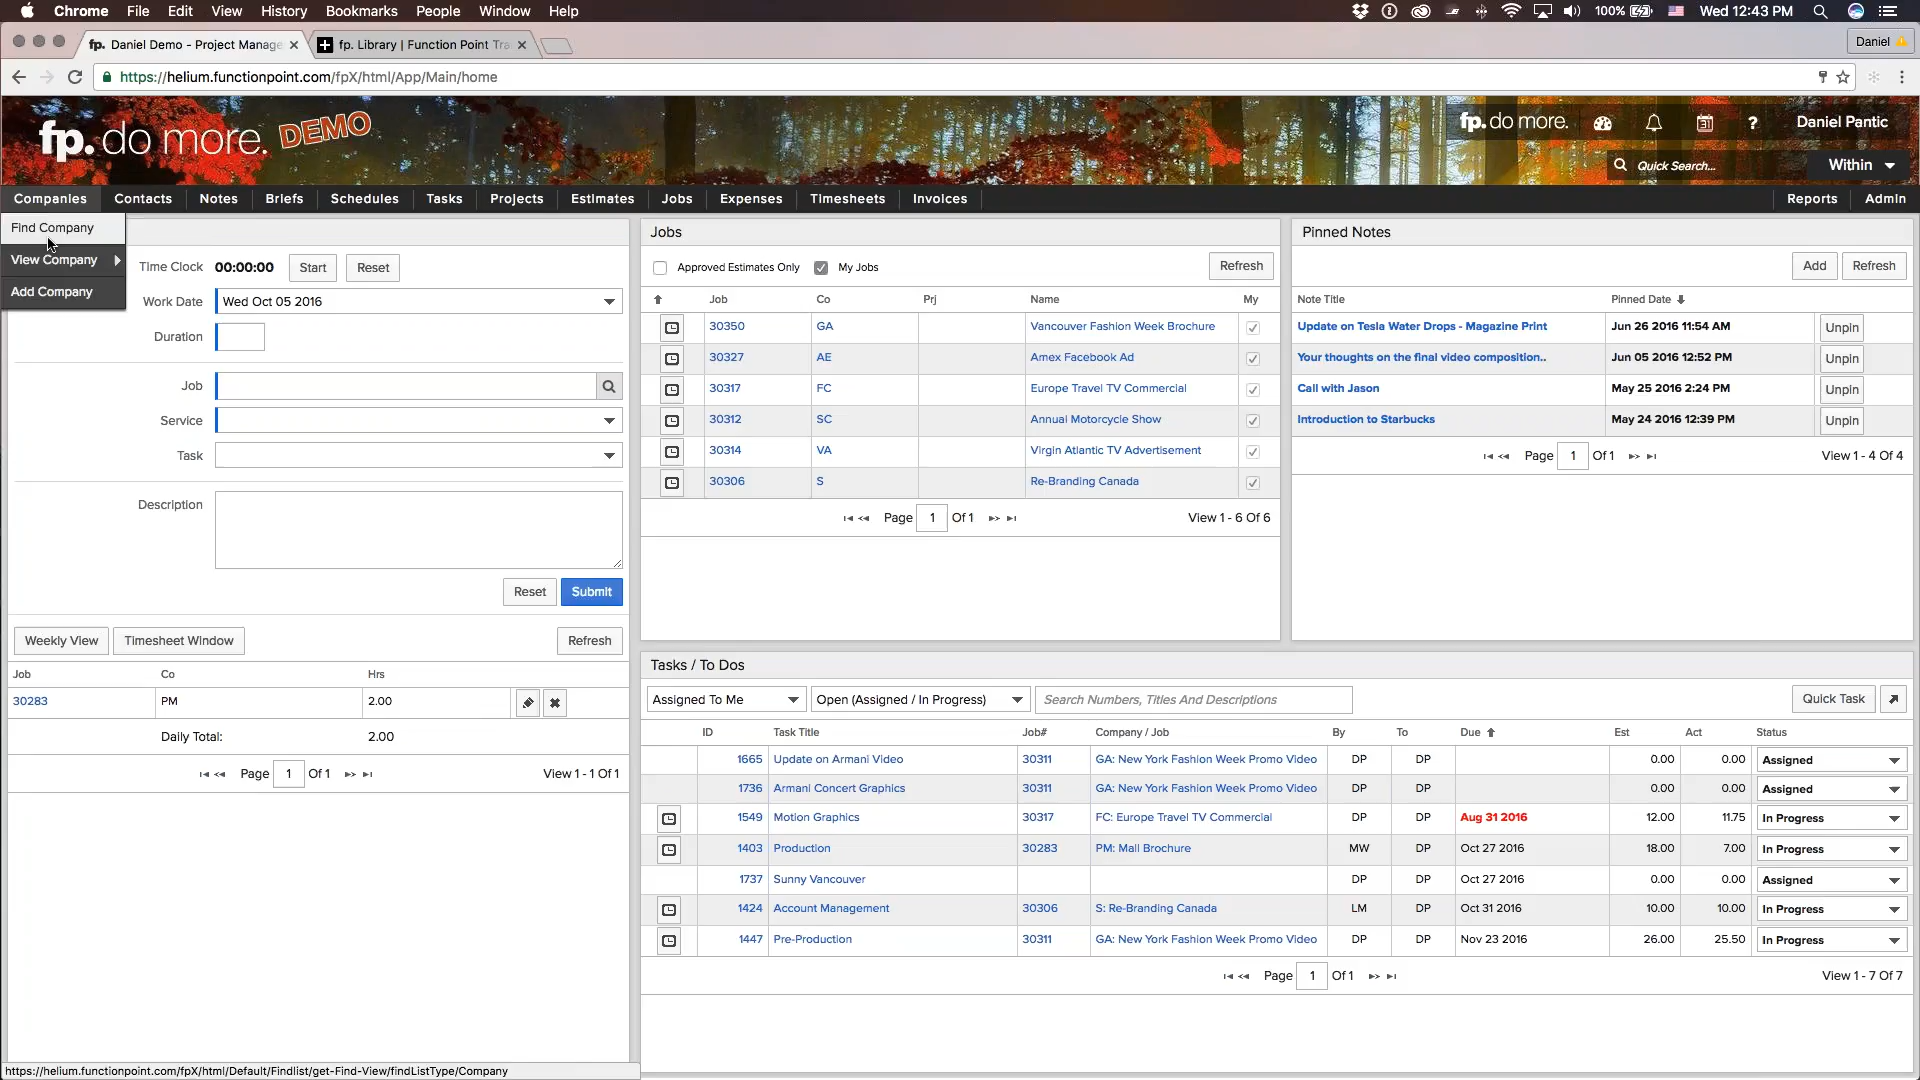 Chrome File Edit View History Bookmarks People Window Help 100% Wed 12:43 PM
fp. Daniel Demo - Project Manage fp. Library | Function Point Tra Daniel
https://helium.functionpoint.com/fpX/html/App/Main/home
fp. do more. DEMO
fp. do more. 31 ? Daniel Pantic
Quick Search... Within
Companies Contacts Notes Briefs Schedules Tasks Projects Estimates Jobs Expenses Timesheets Invoices Reports Admin
Find Company
View Company
Add Company
Time Clock 00:00:00 Start Reset
Work Date Wed Oct 05 2016
Duration
Job
Service
Task
Description
Reset Submit
Weekly View Timesheet Window Refresh
Job Co Hrs
30283 PM 2.00
Daily Total: 2.00
Page 1 Of 1 View 1 - 1 Of 1
Jobs
Approved Estimates Only My Jobs Refresh
Job Co Prj Name My
30350 GA Vancouver Fashion Week Brochure
30327 AE Amex Facebook Ad
30317 FC Europe Travel TV Commercial
30312 SC Annual Motorcycle Show
30314 VA Virgin Atlantic TV Advertisement
30306 S Re-Branding Canada
Page 1 Of 1 View 1 - 6 Of 6
Pinned Notes
Add Refresh
Note Title Pinned Date
Update on Tesla Water Drops - Magazine Print Jun 26 2016 11:54 AM Unpin
Your thoughts on the final video composition.. Jun 05 2016 12:52 PM Unpin
Call with Jason May 25 2016 2:24 PM Unpin
Introduction to Starbucks May 24 2016 12:39 PM Unpin
Page 1 Of 1 View 1 - 4 Of 4
Tasks / To Dos
Assigned To Me Open (Assigned / In Progress) Search Numbers, Titles And Descriptions Quick Task
ID Task Title Job# Company / Job By To Due Est Act Status
1665 Update on Armani Video 30311 GA: New York Fashion Week Promo Video DP DP 0.00 0.00 Assigned
1736 Armani Concert Graphics 30311 GA: New York Fashion Week Promo Video DP DP 0.00 0.00 Assigned
1549 Motion Graphics 30317 FC: Europe Travel TV Commercial DP DP Aug 31 2016 12.00 11.75 In Progress
1403 Production 30283 PM: Mall Brochure MW DP Oct 27 2016 18.00 7.00 In Progress
1737 Sunny Vancouver DP DP Oct 27 2016 0.00 0.00 Assigned
1424 Account Management 30306 S: Re-Branding Canada LM DP Oct 31 2016 10.00 10.00 In Progress
1447 Pre-Production 30311 GA: New York Fashion Week Promo Video DP DP Nov 23 2016 26.00 25.50 In Progress
Page 1 Of 1 View 1 - 7 Of 7
https://helium.functionpoint.com/fpX/html/Default/Findlist/get-Find-View/findListType/Company